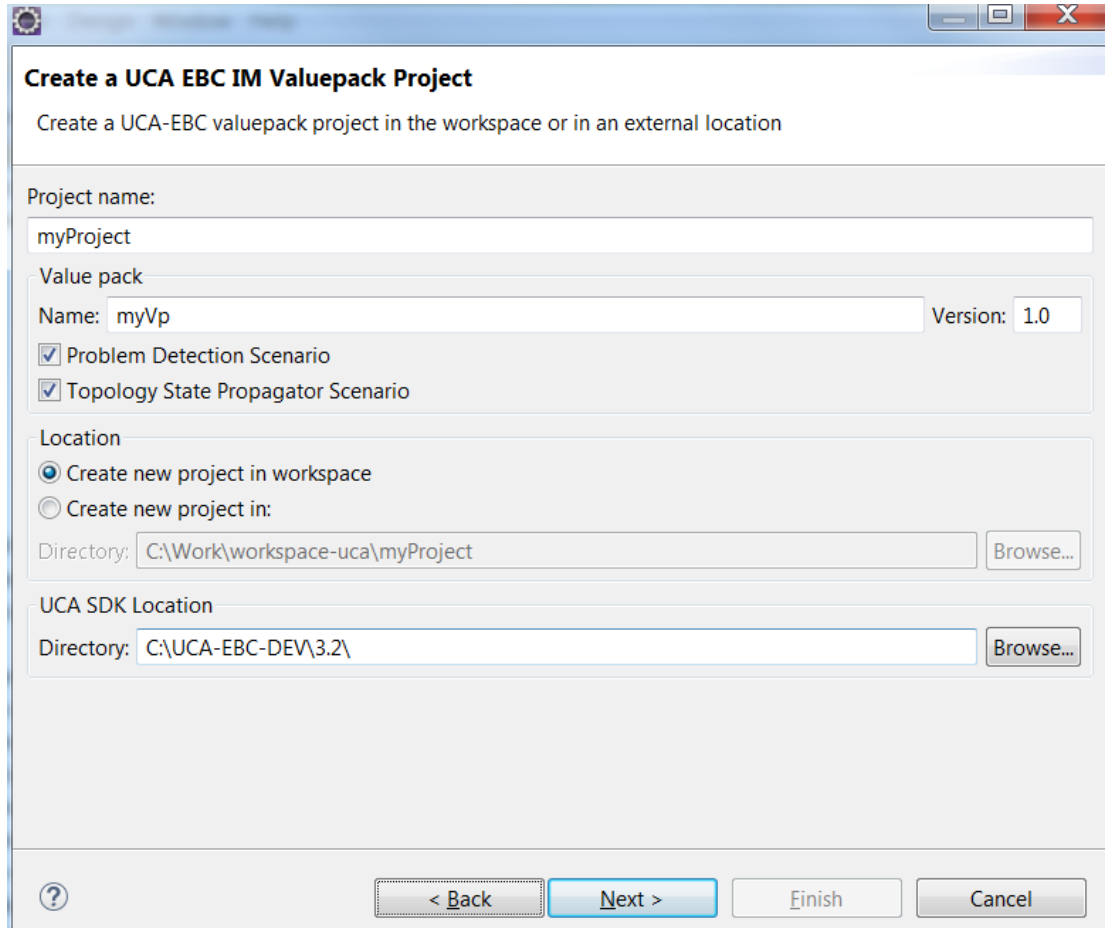 Design Window Help
Create a UCA EBC IM Valuepack Project
Create a UCA-EBC valuepack project in the workspace or in an external location
Project name:
myProject
Value pack
Name: myVp Version: 1.0
Problem Detection Scenario
Topology State Propagator Scenario
Location
Create new project in workspace
Create new project in:
Directory: C:\Work\workspace-uca\myProject Browse...
UCA SDK Location
Directory: C:\UCA-EBC-DEV\3.2\ Browse...
? < Back Next > Finish Cancel